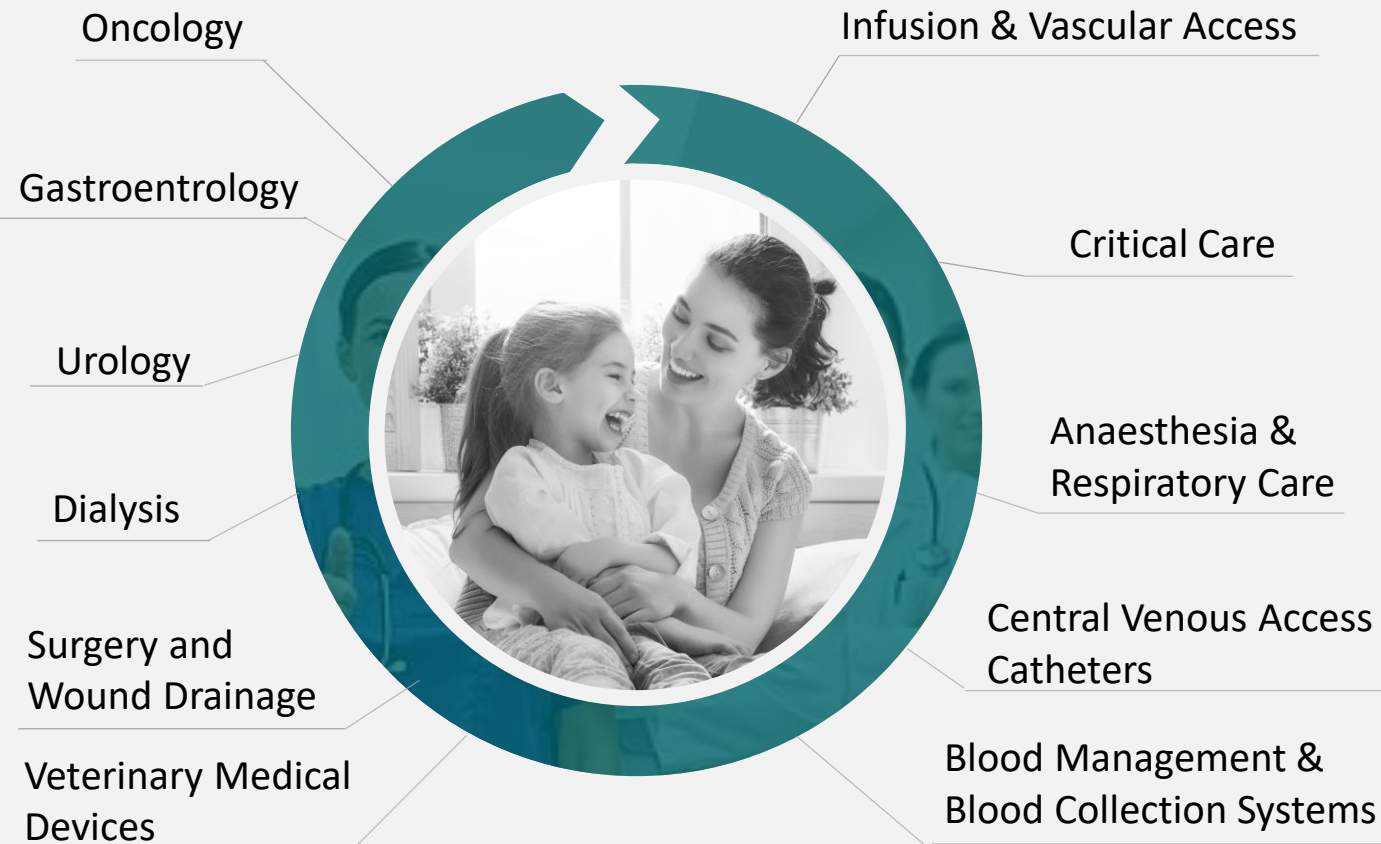 Oncology
Infusion & Vascular Access
Gastroentrology
Critical Care
Urology
Anaesthesia &
Respiratory Care
Dialysis
Central Venous Access
Catheters
Surgery and
Wound Drainage
Blood Management &
Blood Collection Systems
Veterinary Medical
Devices